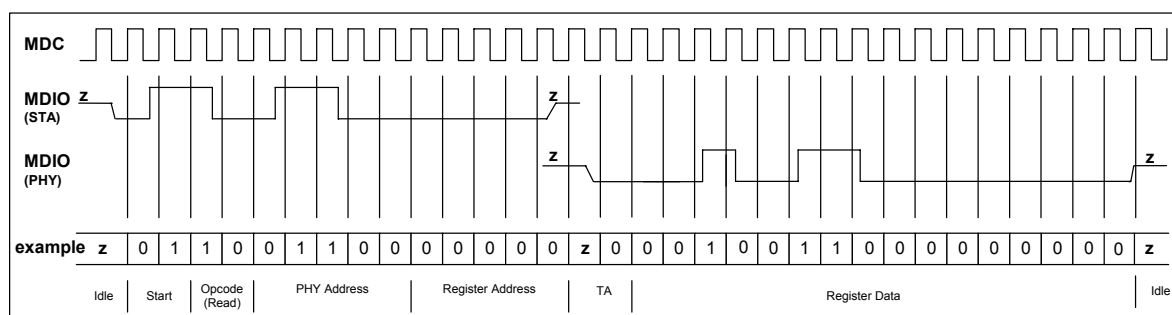 MDC
MDIO z z
(STA)
MDIO z z
(PHY)
example z 0 1 1 0 0 1 1 0 0 0 0 0 0 0 z 0 0 0 1 0 0 1 1 0 0 0 0 0 0 0 0 0 z
Idle Start Opcode (Read) PHY Address Register Address TA Register Data Idle